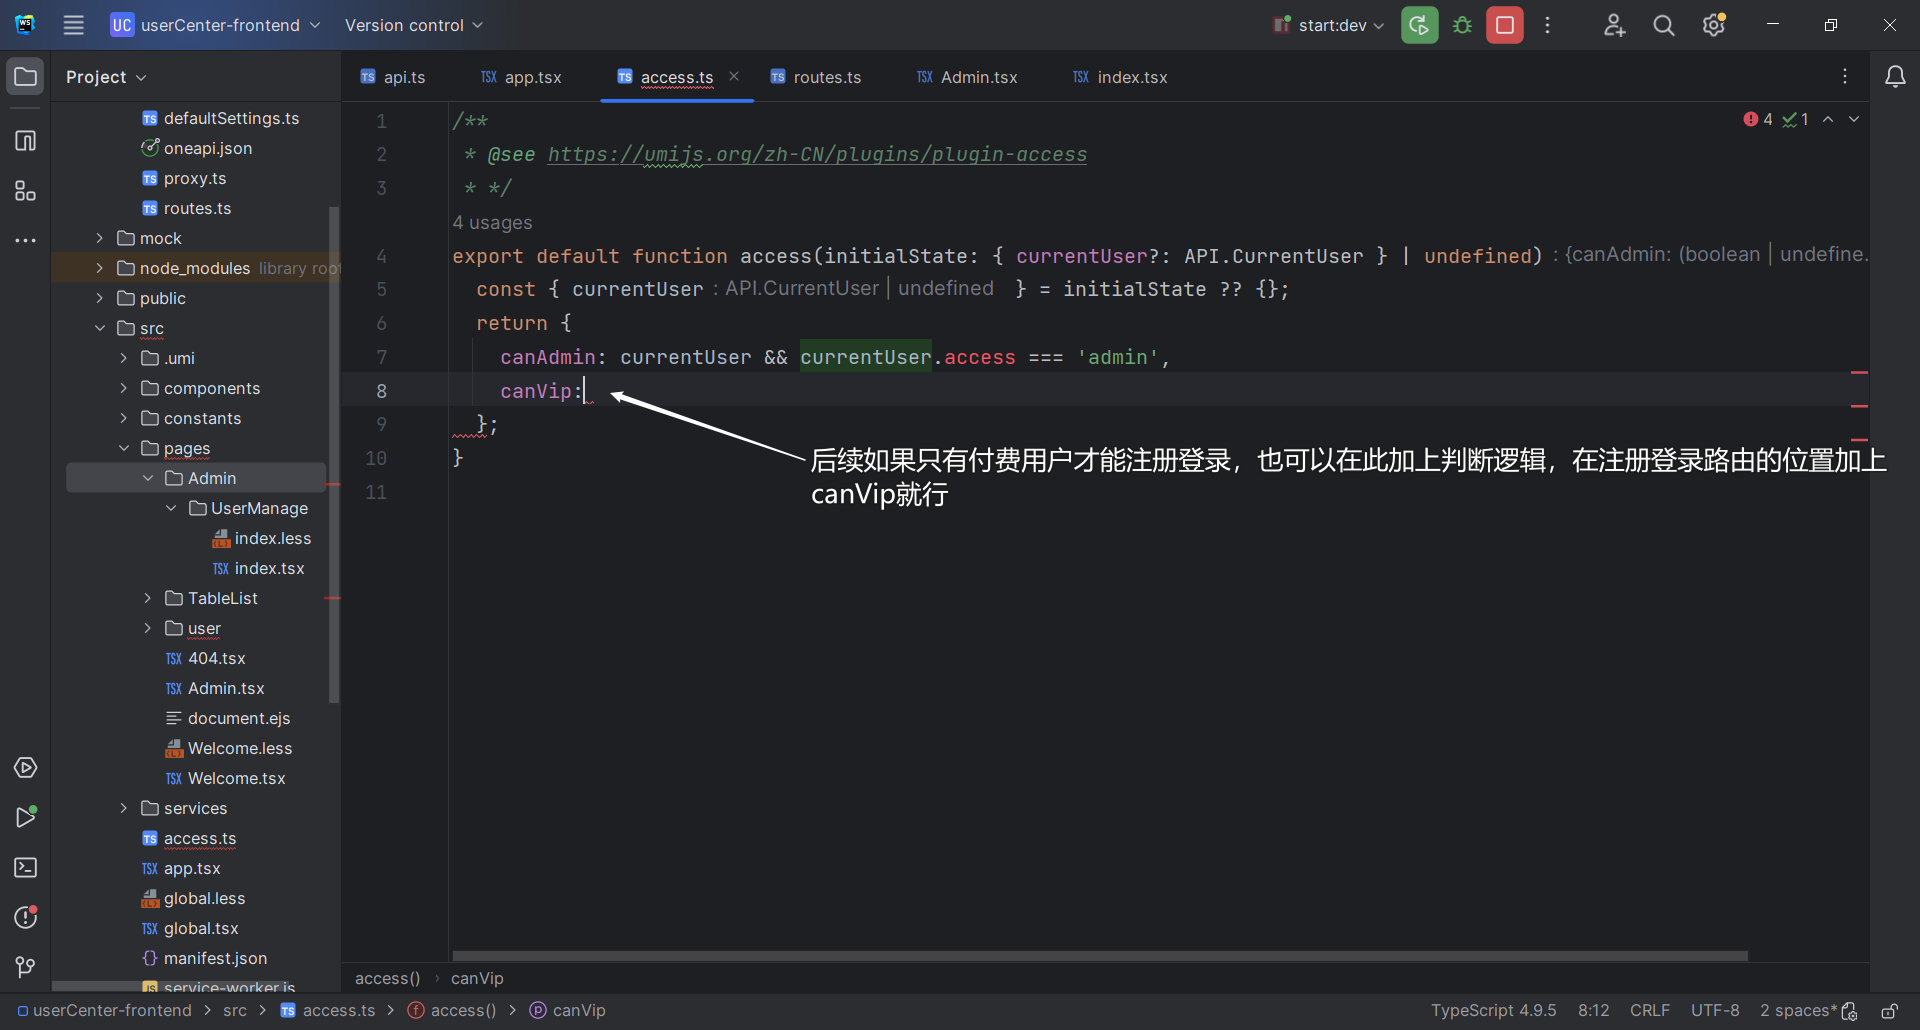 UC userCenter-frontend Version control start:dev
Project
api.ts app.tsx access.ts routes.ts Admin.tsx index.tsx
defaultSettings.ts
oneapi.json
proxy.ts
routes.ts
mock
node_modules library root
public
src
.umi
components
constants
pages
Admin
UserManage
index.less
index.tsx
TableList
user
404.tsx
Admin.tsx
document.ejs
Welcome.less
Welcome.tsx
services
access.ts
app.tsx
global.less
global.tsx
manifest.json
service-worker.js
4 1
1 /**
2 * @see https://umijs.org/zh-CN/plugins/plugin-access
3 * */
4 usages
4 export default function access(initialState: { currentUser?: API.CurrentUser } | undefined) : {canAdmin: (boolean | undefine...
5 const { currentUser : API.CurrentUser | undefined } = initialState ?? {};
6 return {
7 canAdmin: currentUser && currentUser.access === 'admin',
8 canVip:
9 };
10 }
11
后续如果只有付费用户才能注册登录，也可以在此加上判断逻辑，在注册登录路由的位置加上
canVip就行
access() › canVip
userCenter-frontend > src > access.ts > access() > canVip
TypeScript 4.9.5 8:12 CRLF UTF-8 2 spaces*